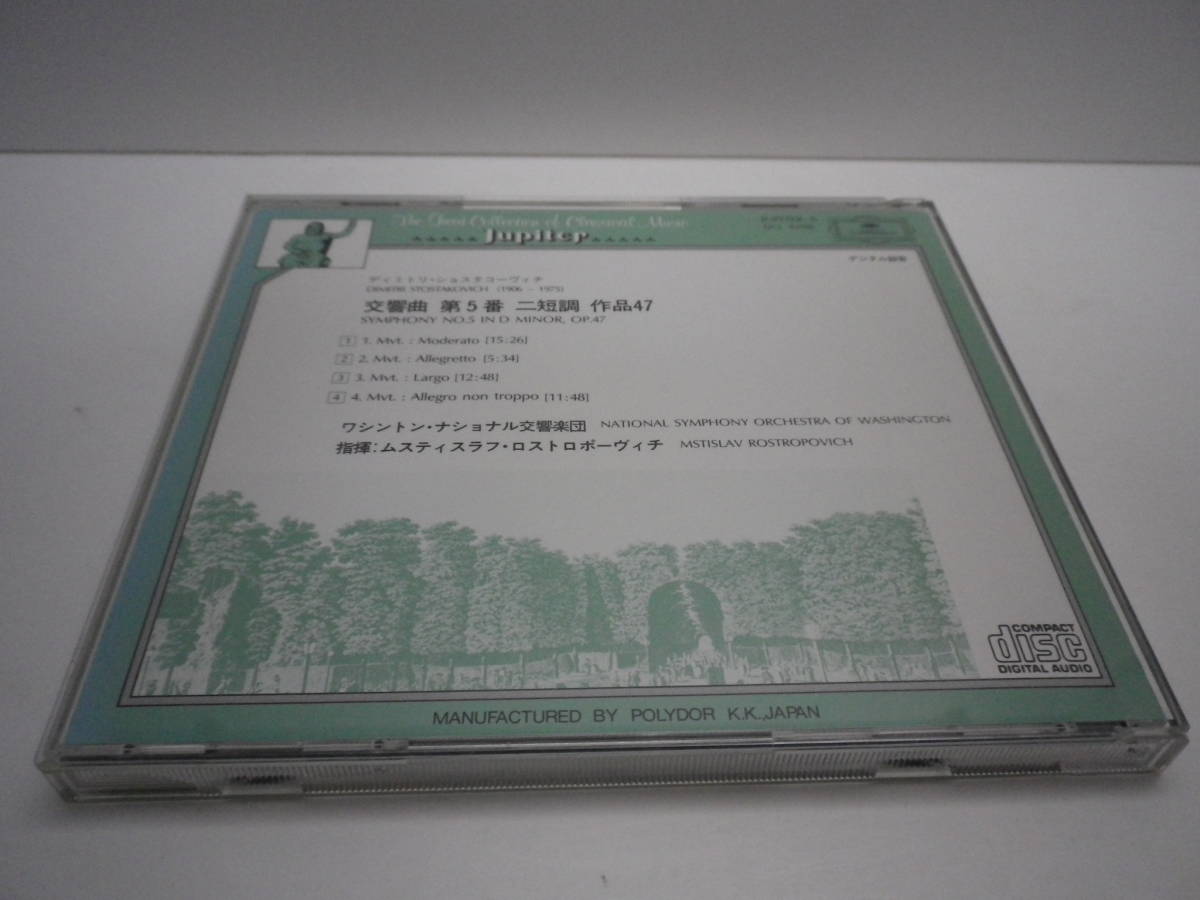 The Great Collection of Classical Music
Jupiter
デジタル録音
ディミトリ・ショスタコーヴィチ
DIMITRI STOSTAKOVICH (1906 - 1975)
交響曲 第5番 二短調 作品47
SYMPHONY NO.5 IN D MINOR, OP.47
1 1. Mvt. : Moderato [15:26]
2 2. Mvt. : Allegretto [5:34]
3 3. Mvt. : Largo [12:48]
4 4. Mvt. : Allegro non troppo [11:48]
ワシントン・ナショナル交響楽団 NATIONAL SYMPHONY ORCHESTRA OF WASHINGTON
指揮:ムスティスラフ・ロストロポーヴィチ MSTISLAV ROSTROPOVICH
COMPACT
disc
DIGITAL AUDIO
MANUFACTURED BY POLYDOR K.K.,JAPAN